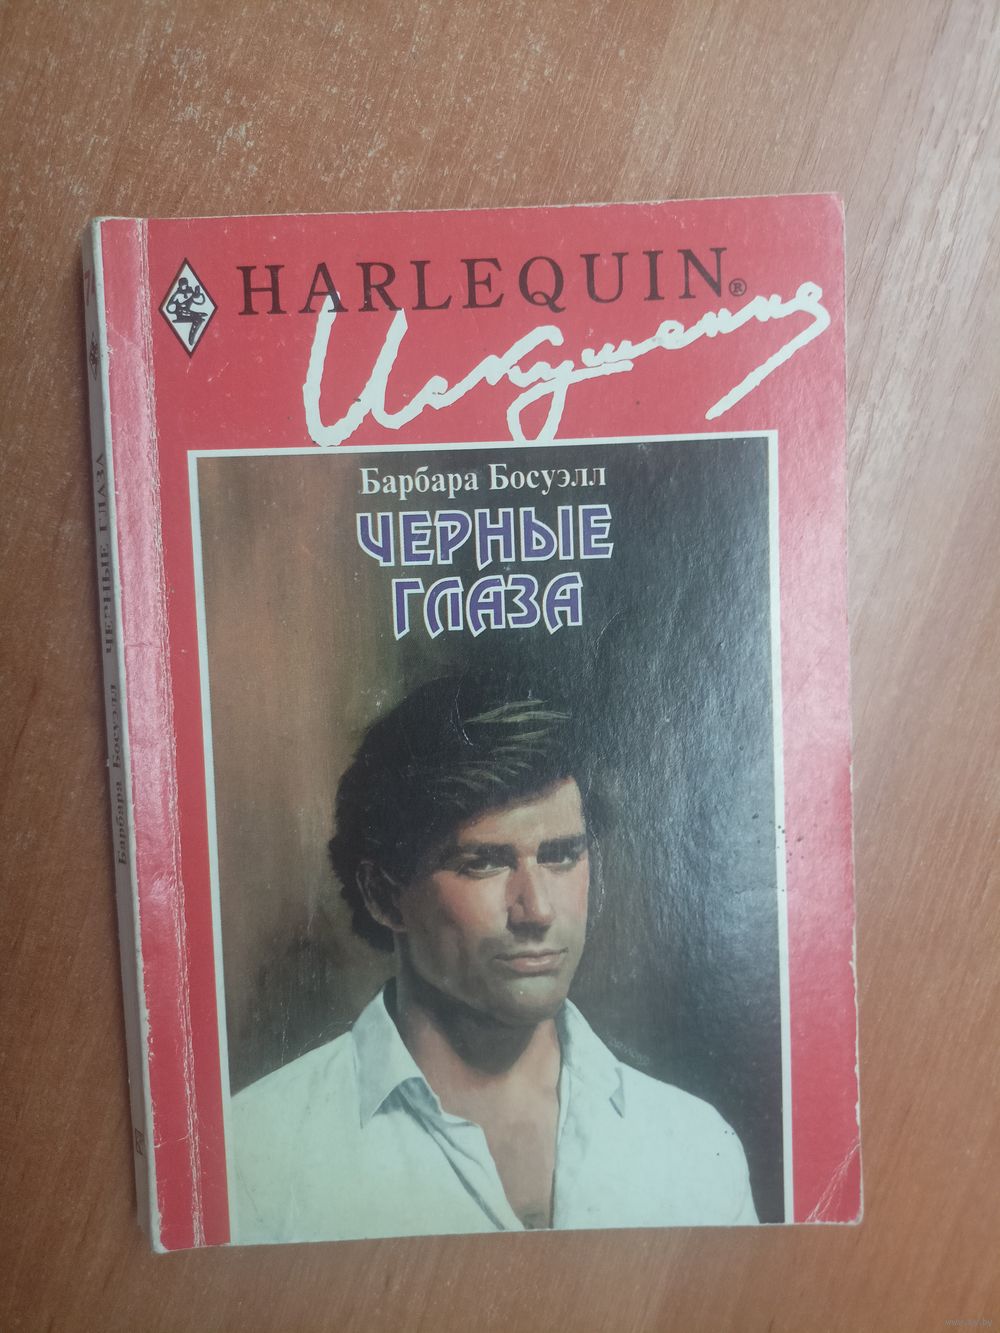 HARLEQUIN®
Искушение
Барбара Босуэлл
ЧЕРНЫЕ
ГЛАЗА
Барбара Босуэлл ЧЕРНЫЕ ГЛАЗА